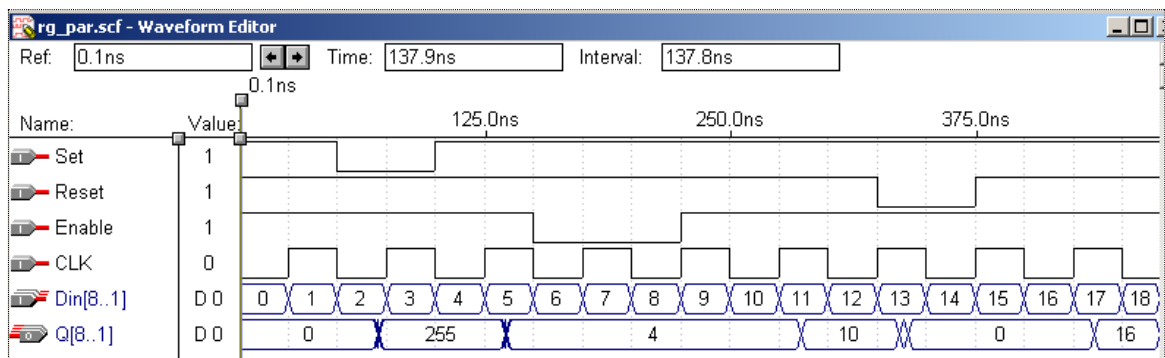 rg_par.scf - Waveform Editor
Ref: 0.1ns Time: 137.9ns Interval: 137.8ns
0.1ns
Name: Value: 125.0ns 250.0ns 375.0ns
Set 1
Reset 1
Enable 1
CLK 0
Din[8..1] D 0 0 1 2 3 4 5 6 7 8 9 10 11 12 13 14 15 16 17 18
Q[8..1] D 0 0 255 4 10 0 16